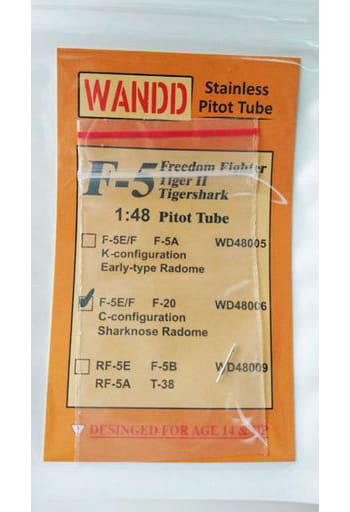 WANDD
Stainless
Pitot Tube
F-5 Freedom Fighter
Tiger II
Tigershark
1:48 Pitot Tube
F-5E/F F-5A WD48005
K-configuration
Early-type Radome
F-5E/F F-20 WD48006
C-configuration
Sharknose Radome
RF-5E F-5B WD48009
RF-5A T-38
! DESINGED FOR AGE 14 & UP